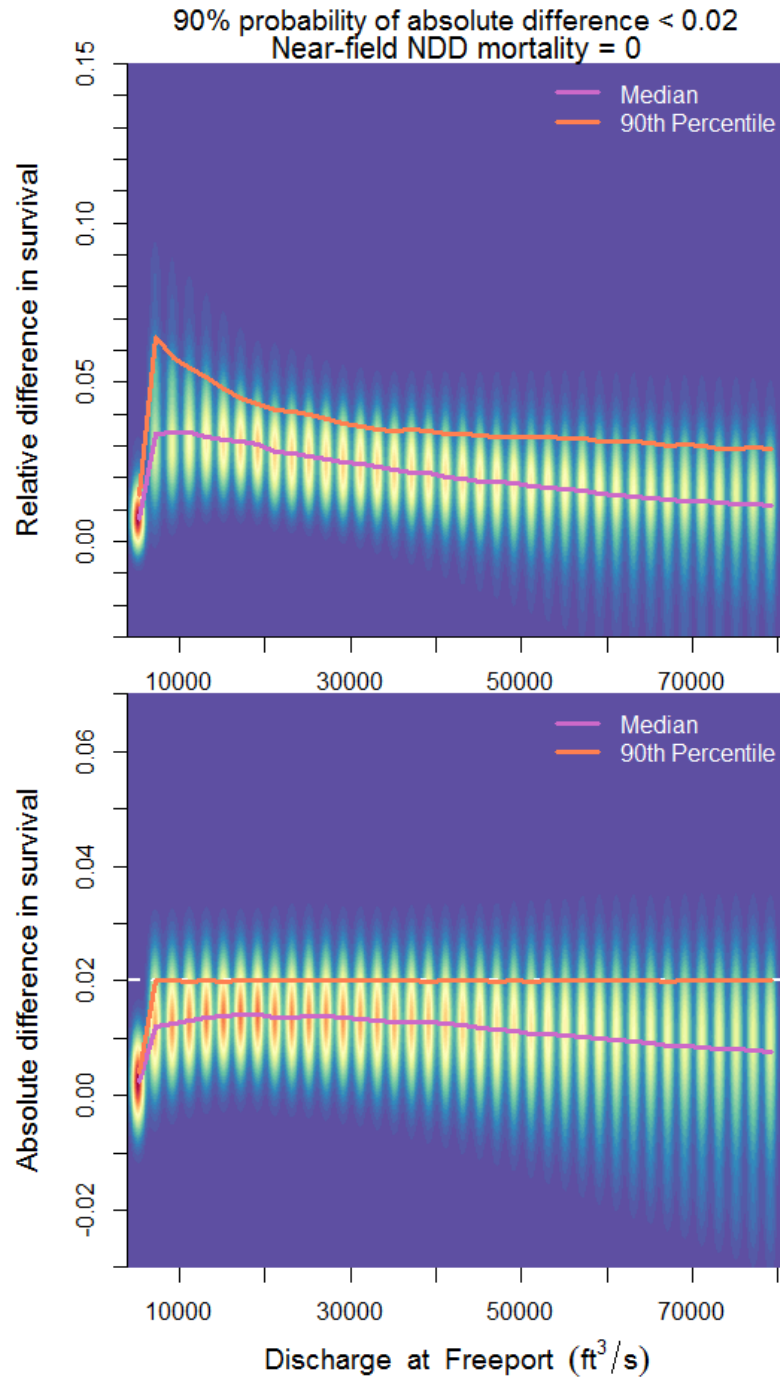 90% probability of absolute difference < 0.02
Near-field NDD mortality = 0
Relative difference in survival
0.15
0.10
0.05
0.00
Median
90th Percentile
10000 30000 50000 70000
Absolute difference in survival
0.06
0.04
0.02
0.00
-0.02
Median
90th Percentile
10000 30000 50000 70000
Discharge at Freeport (ft³/s)